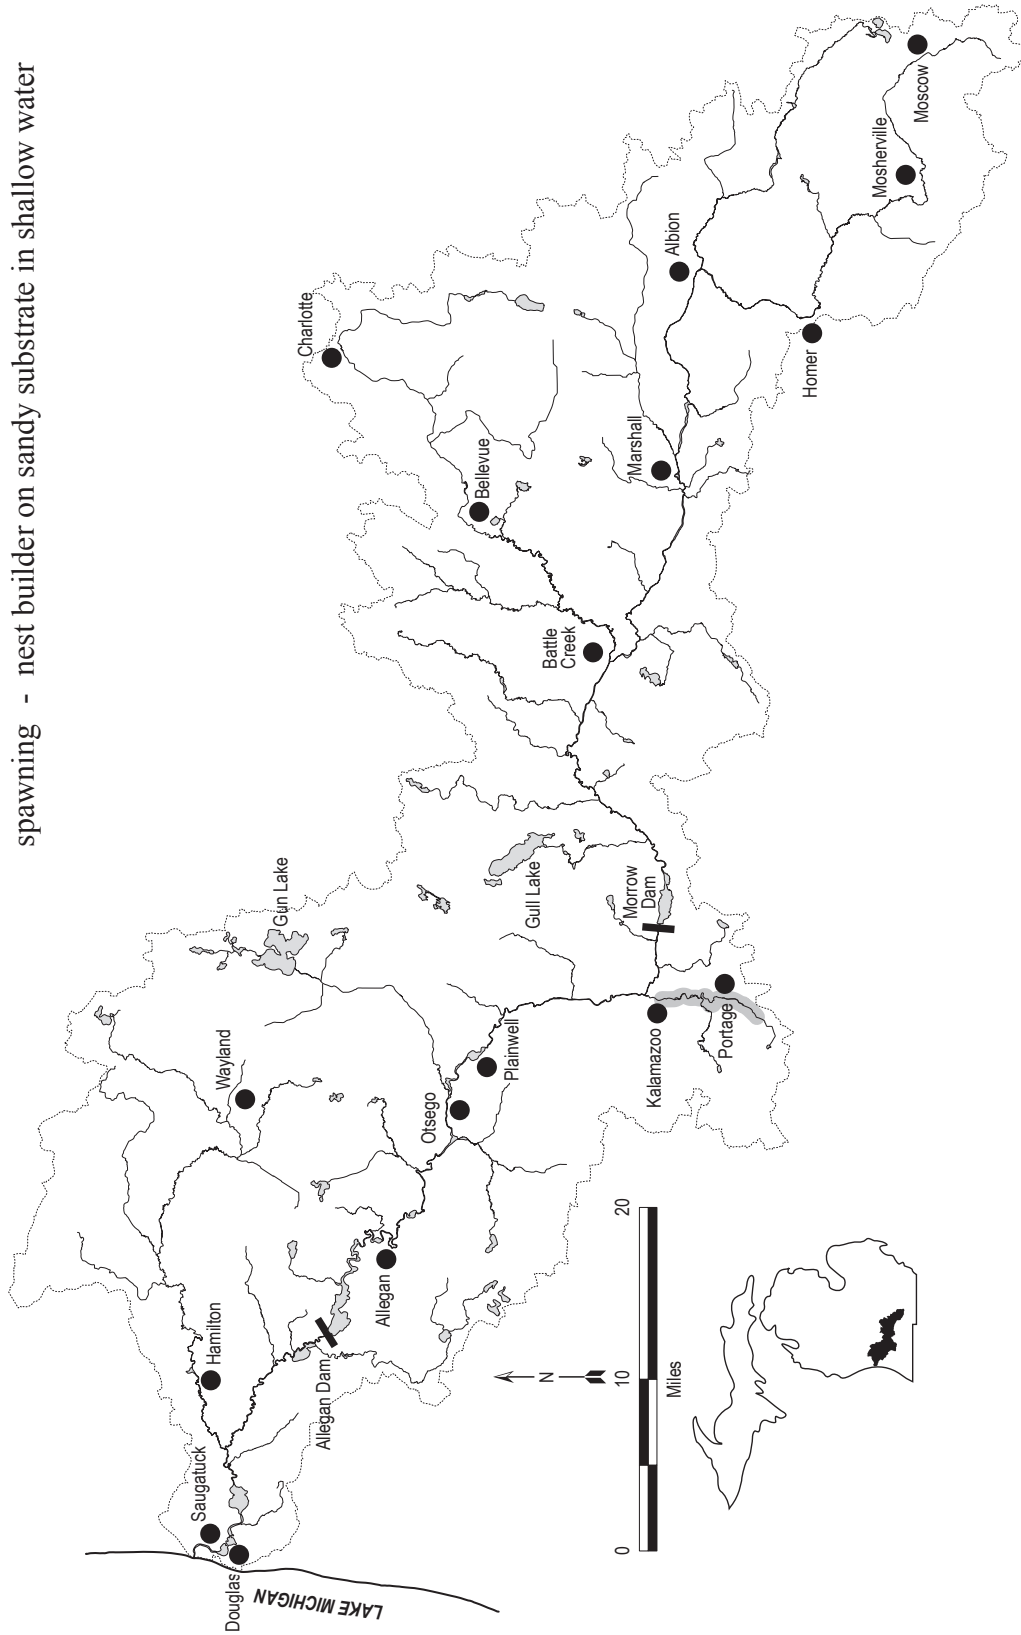 spawning - nest builder on sandy substrate in shallow water
Charlotte
Bellevue
Marshall
Albion
Homer
Mosherville
Moscow
Battle
Creek
Gun Lake
Gull Lake
Morrow
Dam
Wayland
Otsego
Plainwell
Kalamazoo
Portage
Hamilton
Allegan
Allegan Dam
Saugatuck
Douglas
LAKE MICHIGAN
N
0 10 20
Miles